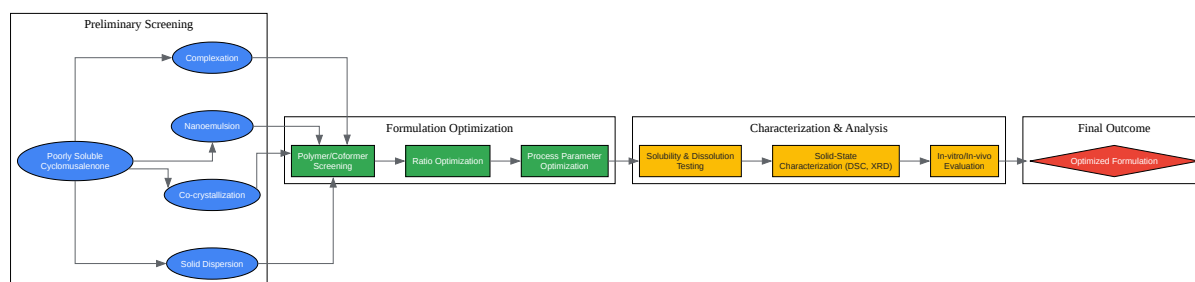 Preliminary Screening
Complexation
Nanoemulsion
Poorly Soluble
Cyclomusalenone
Co-crystallization
Solid Dispersion
Formulation Optimization
Polymer/Coformer
Screening
Ratio Optimization
Process Parameter
Optimization
Characterization & Analysis
Solubility & Dissolution
Testing
Solid-State
Characterization (DSC, XRD)
In-vitro/In-vivo
Evaluation
Final Outcome
Optimized Formulation